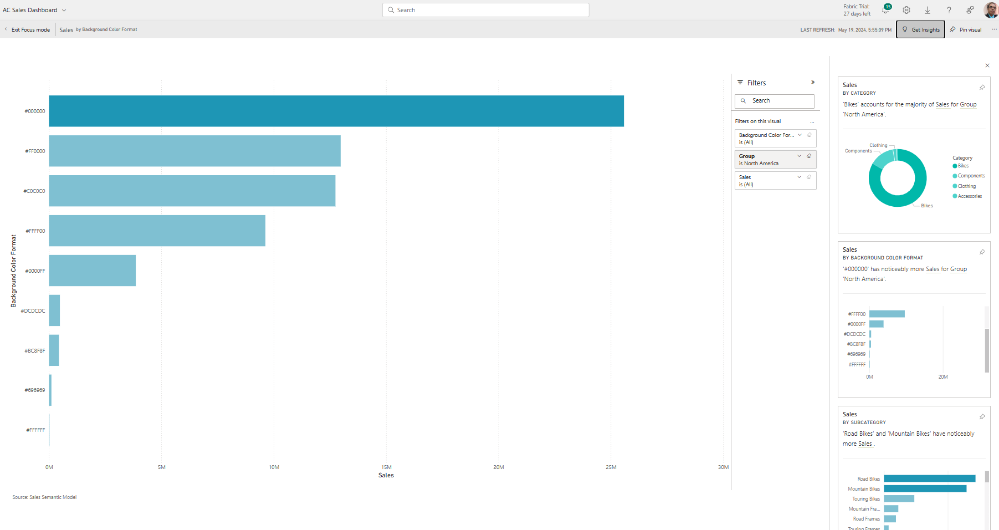 AC Sales Dashboard
Search
Fabric Trial:
27 days left
15
Exit Focus mode
Sales by Background Color Format
LAST REFRESH: May 19, 2024, 5:55:09 PM
Get Insights
Pin visual
Background Color Format
#000000
#FF0000
#C0C0C0
#FFFF00
#0000FF
#DCDCDC
#BC8F8F
#696969
#FFFFFF
0M 5M 10M 15M 20M 25M 30M
Sales
Source: Sales Semantic Model
Filters
Search
Filters on this visual
Background Color For...
is (All)
Group
is North America
Sales
is (All)
Sales
BY CATEGORY
'Bikes' accounts for the majority of Sales for Group
'North America'.
Clothing
Components
Bikes
Category
Bikes
Components
Clothing
Accessories
Sales
BY BACKGROUND COLOR FORMAT
'#000000' has noticeably more Sales for Group
'North America'.
#FFFF00
#0000FF
#DCDCDC
#BC8F8F
#696969
#FFFFFF
0M 20M
Sales
BY SUBCATEGORY
'Road Bikes' and 'Mountain Bikes' have noticeably
more Sales .
Road Bikes
Mountain Bikes
Touring Bikes
Mountain Fra...
Road Frames
Touring Frames